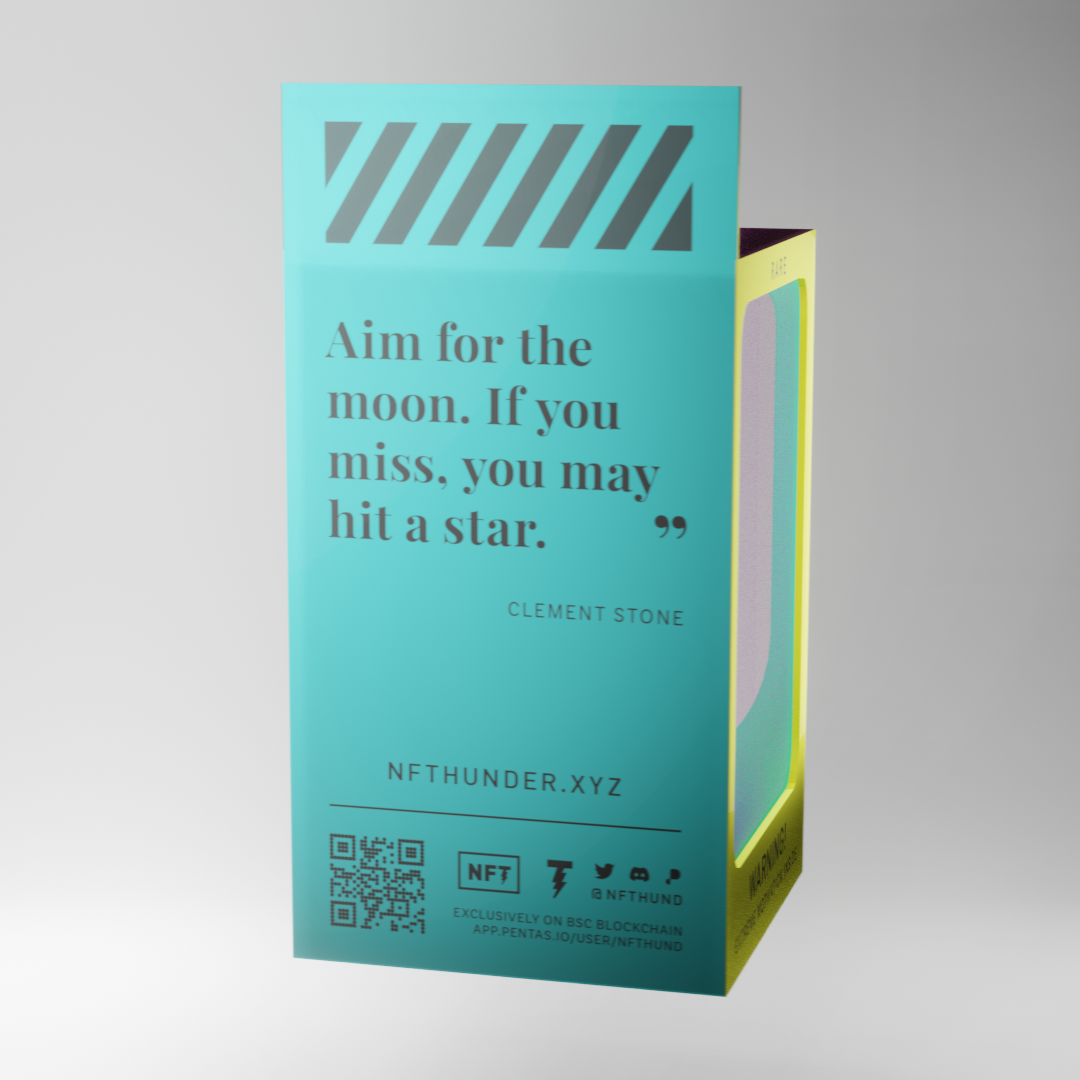 Aim for the
moon. If you
miss, you may
hit a star.
”
CLEMENT STONE
NFTHUNDER.XYZ
NFT
@NFTHUND
EXCLUSIVELY ON BSC BLOCKCHAIN
APP.PENTAS.IO/USER/NFTHUND
RARE
WARNING!